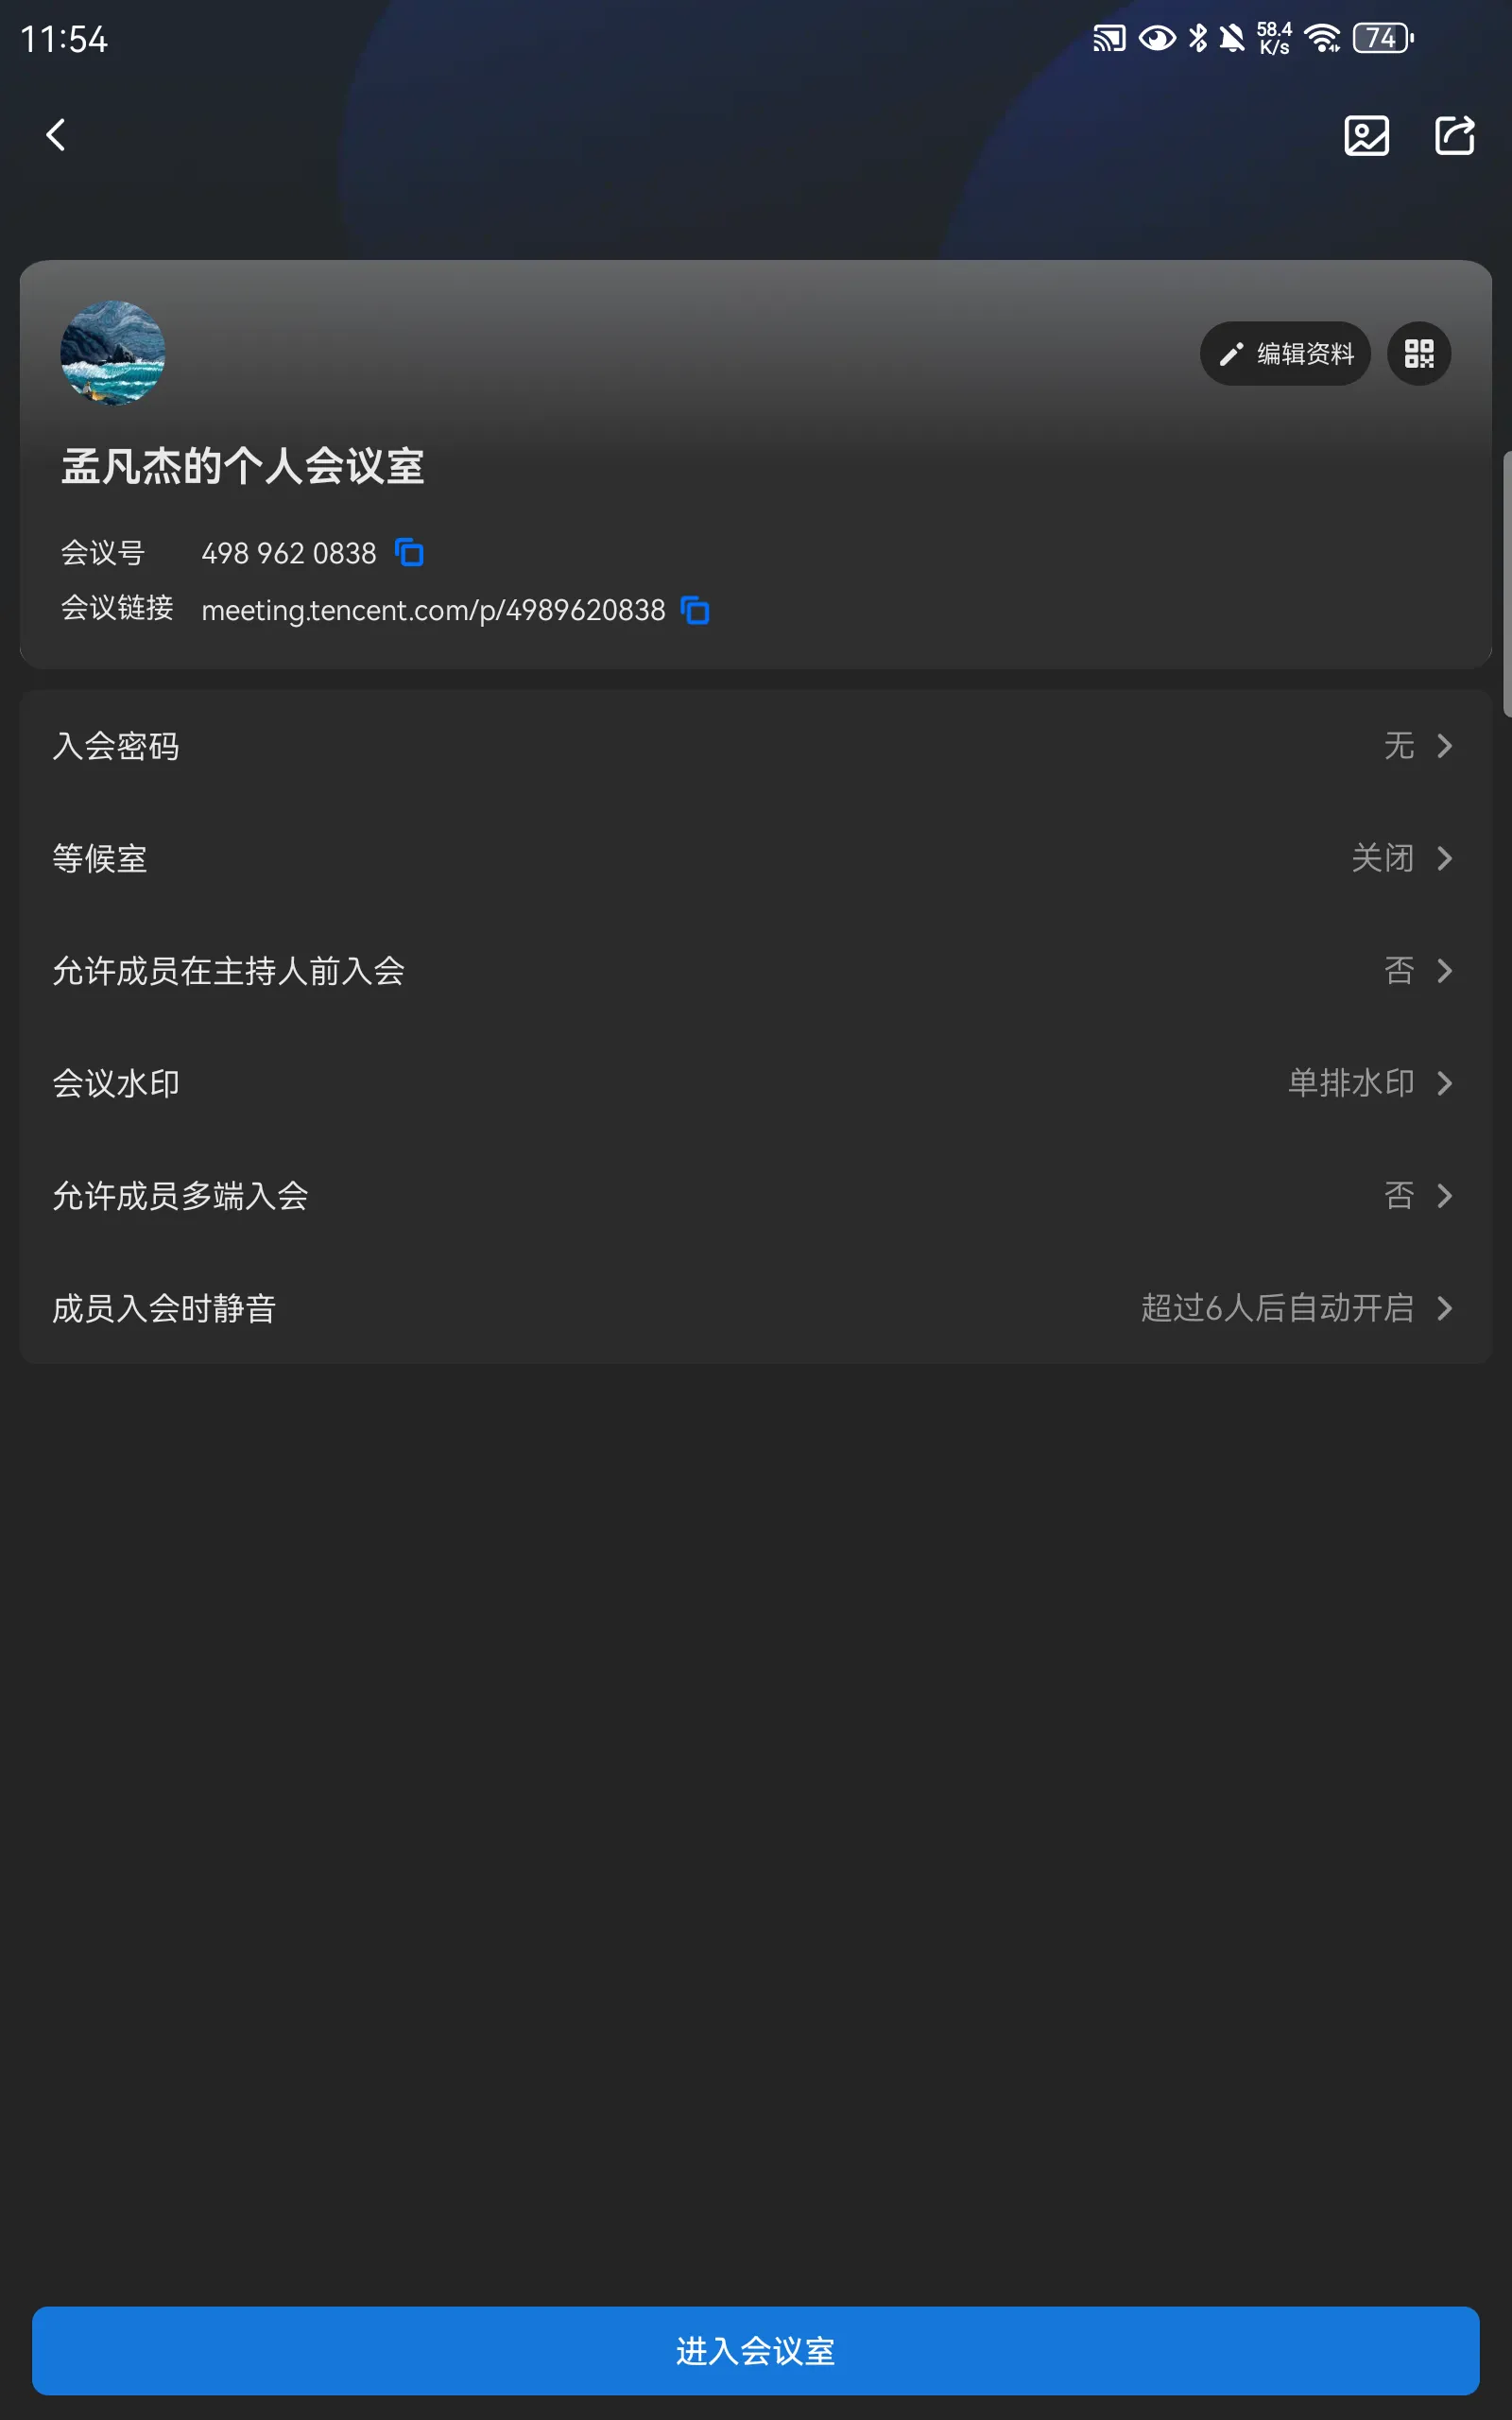 11:54
58.4
K/s
74
编辑资料
孟凡杰的个人会议室
会议号 498 962 0838
会议链接 meeting.tencent.com/p/4989620838
入会密码 无
等候室 关闭
允许成员在主持人前入会 否
会议水印 单排水印
允许成员多端入会 否
成员入会时静音 超过6人后自动开启
进入会议室